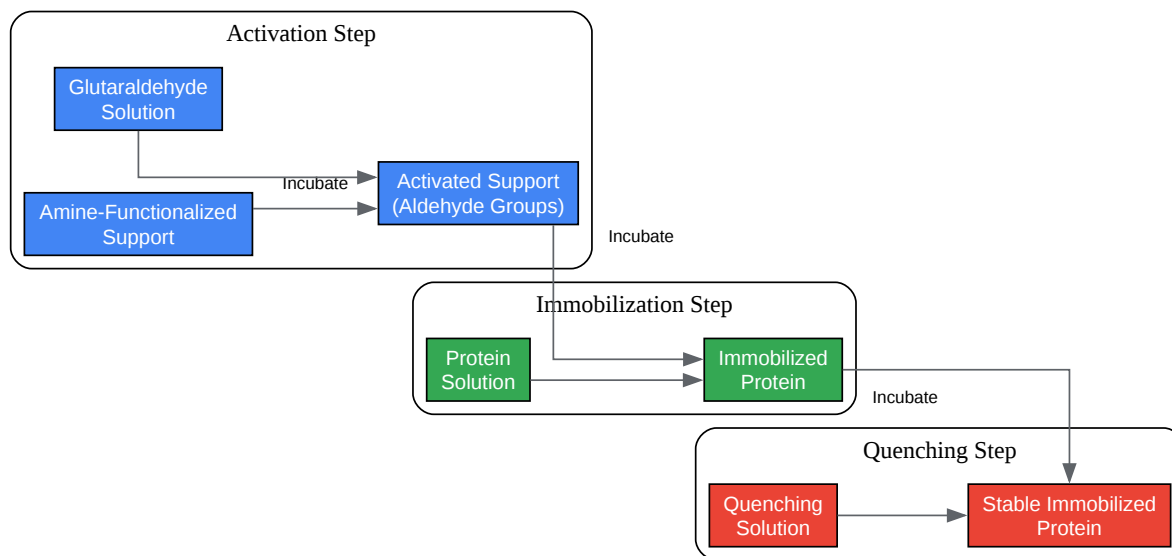 Activation Step
Glutaraldehyde
Solution
Incubate
Activated Support
(Aldehyde Groups)
Amine-Functionalized
Support
Incubate
Immobilization Step
Protein
Solution
Immobilized
Protein
Incubate
Quenching Step
Quenching
Solution
Stable Immobilized
Protein